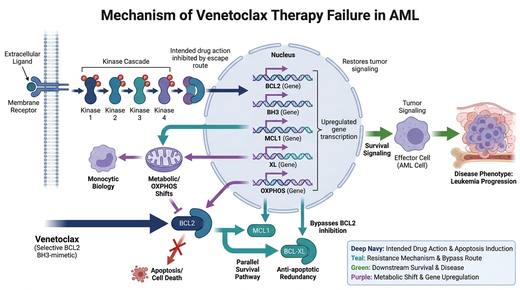 Mechanism of Venetoclax Therapy Failure in AML
Extracellular
Ligand
Membrane
Receptor
Kinase Cascade
P
P
P
P
Kinase
1
Kinase
2
Kinase
3
Kinase
4
Intended drug action
inhibited by escape
route
Nucleus
BCL2 (Gene)
BH3 (Gene)
MCL1 (Gene)
XL (Gene)
OXPHOS (Gene)
Upregulated
gene
transcription
Restores tumor
signaling
Survival
Signaling
Tumor
Signaling
Effector Cell
(AML Cell)
Disease Phenotype:
Leukemia Progression
Monocytic
Biology
Metabolic/
OXPHOS
Shifts
Venetoclax
(Selective BCL2
BH3-mimetic)
BCL2
Apoptosis/
Cell Death
MCL1
BCL-XL
Bypasses BCL2
inhibition
Parallel
Survival
Pathway
Anti-apoptotic
Redundancy
Deep Navy: Intended Drug Action & Apoptosis Induction
Teal: Resistance Mechanism & Bypass Route
Green: Downstream Survival & Disease
Purple: Metabolic Shift & Gene Upregulation